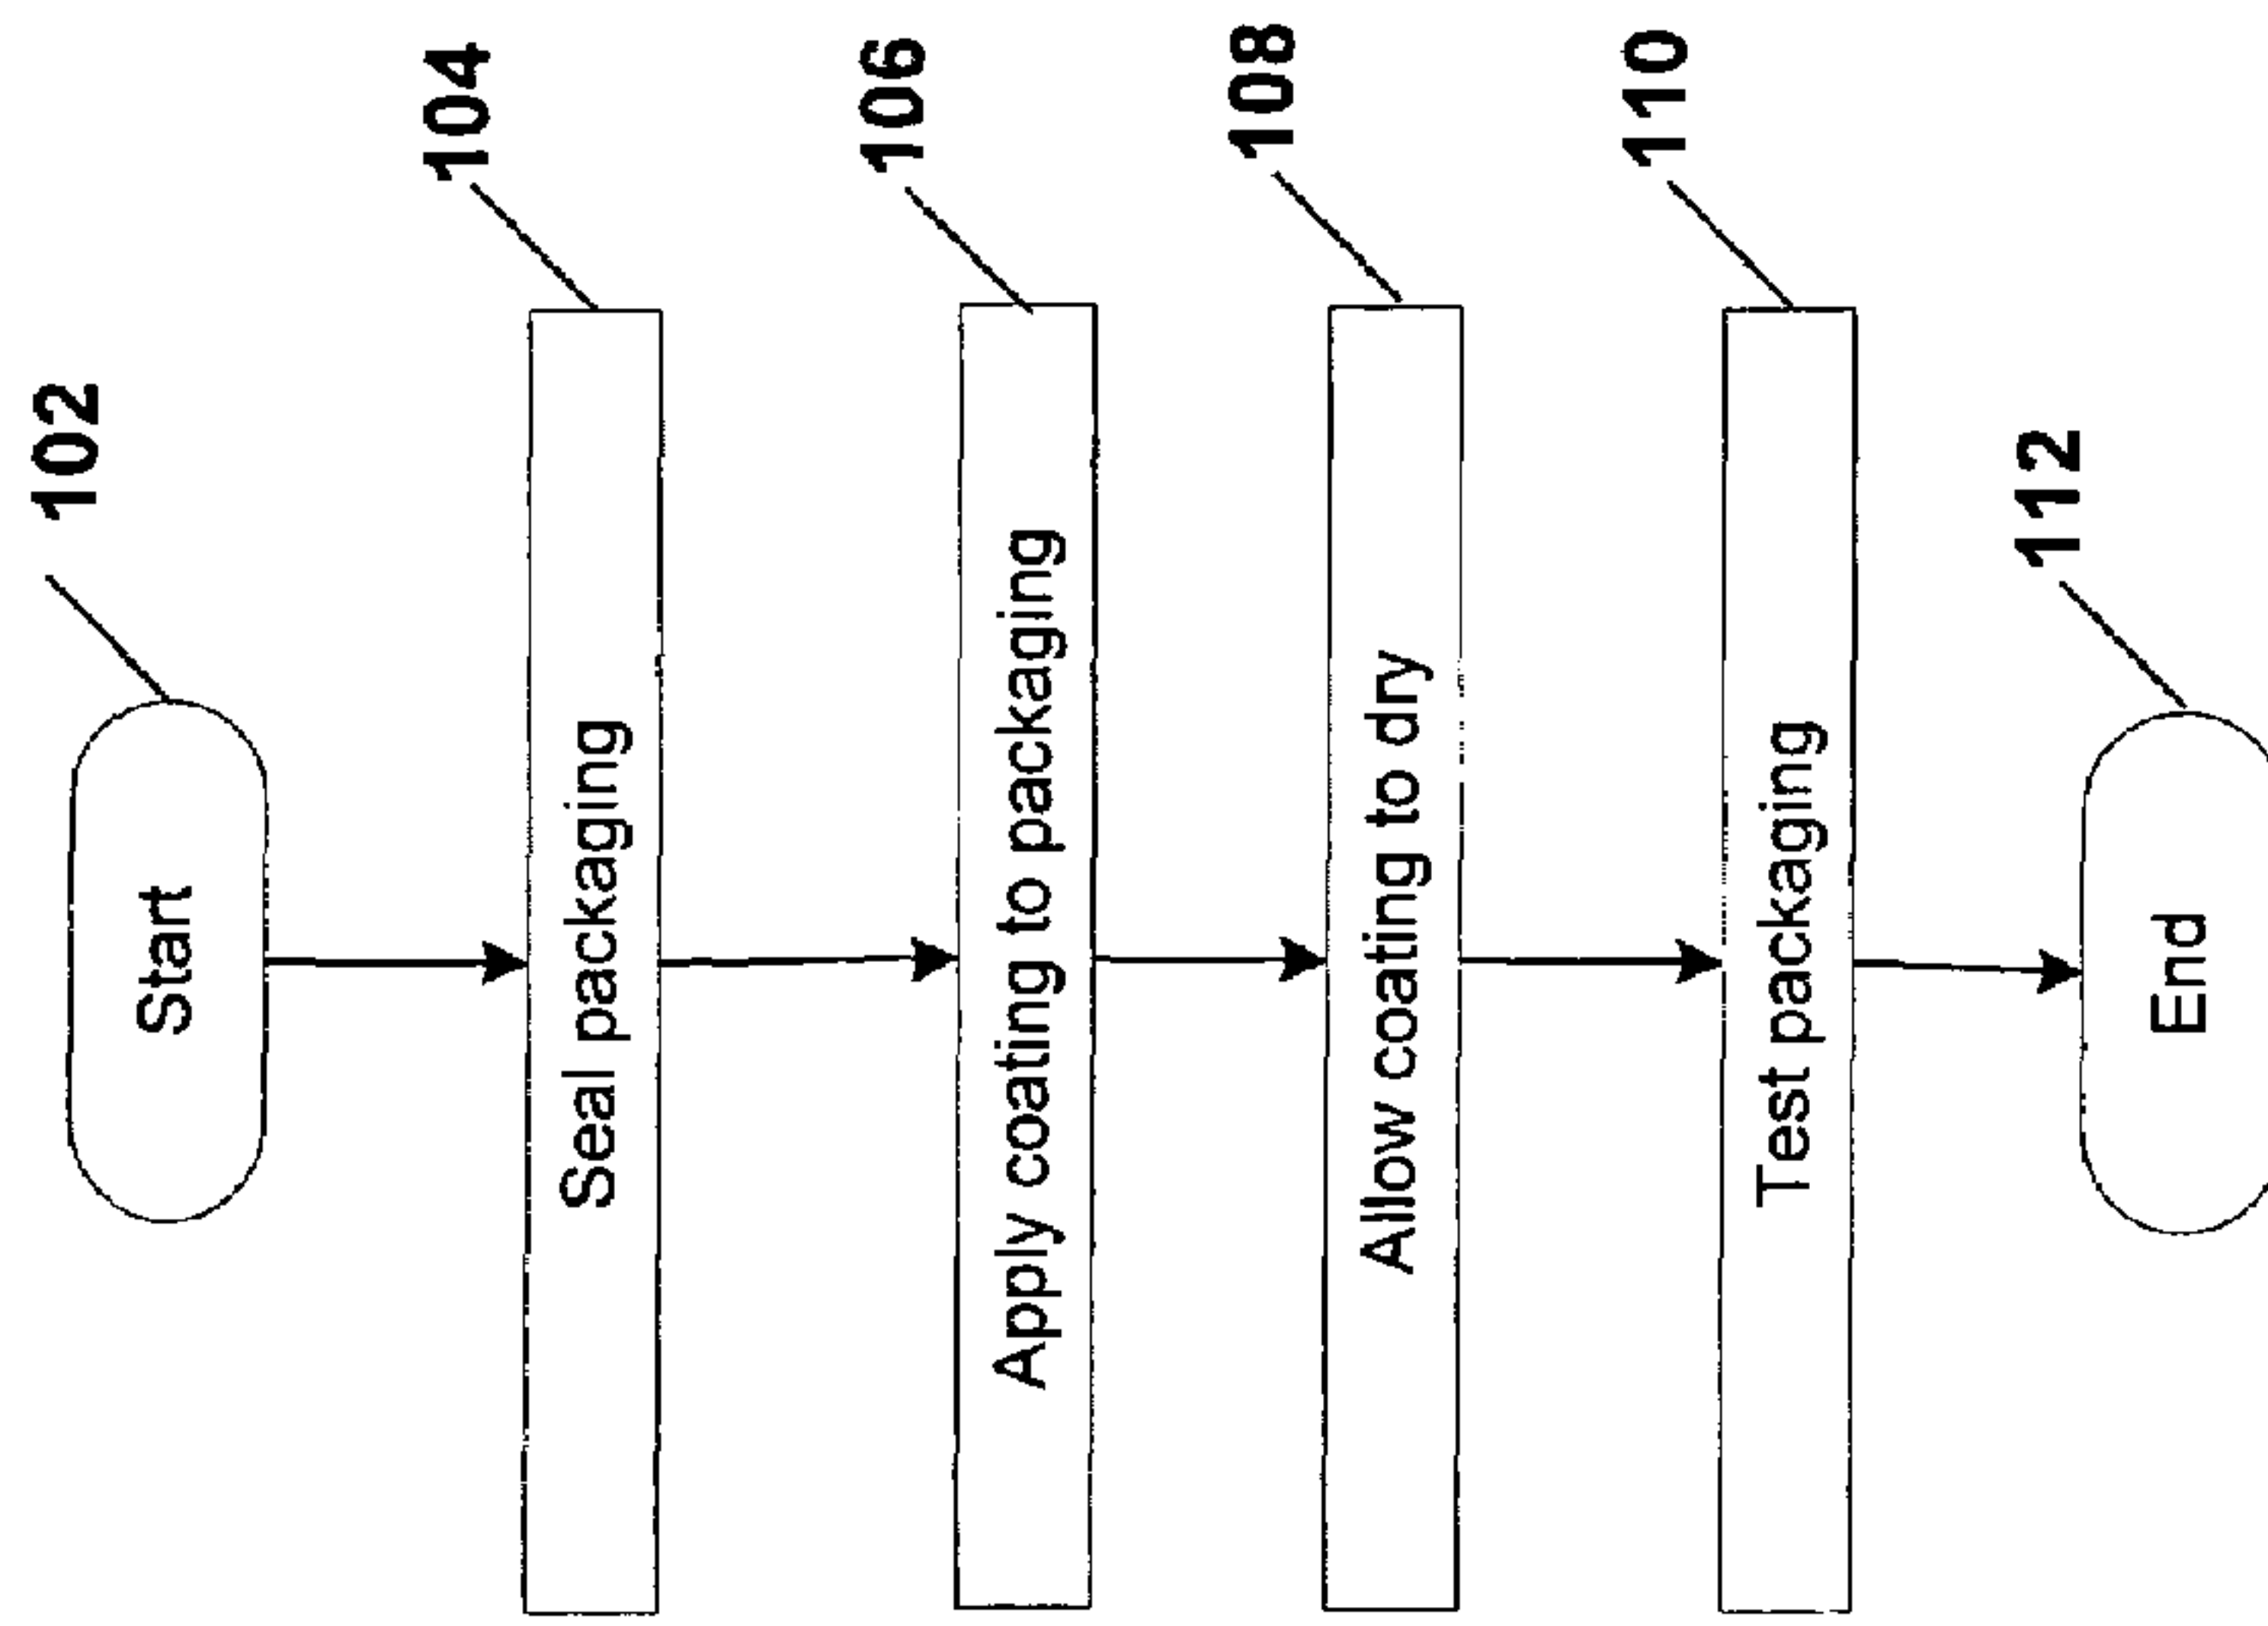 Start
102
Seal packaging
104
Apply coating to packaging
106
Allow coating to dry
108
Test packaging
110
End
112